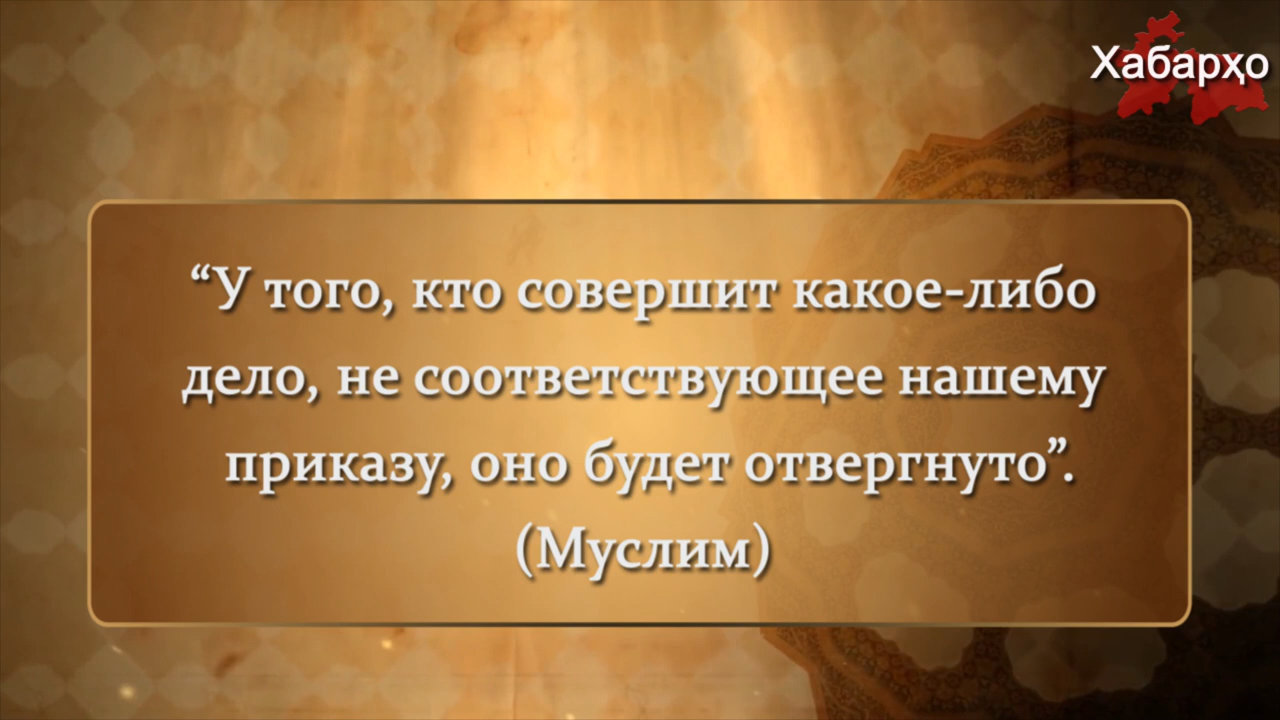 Хабарҳо
“У того, кто совершит какое-либо
дело, не соответствующее нашему
приказу, оно будет отвергнуто”.
(Муслим)